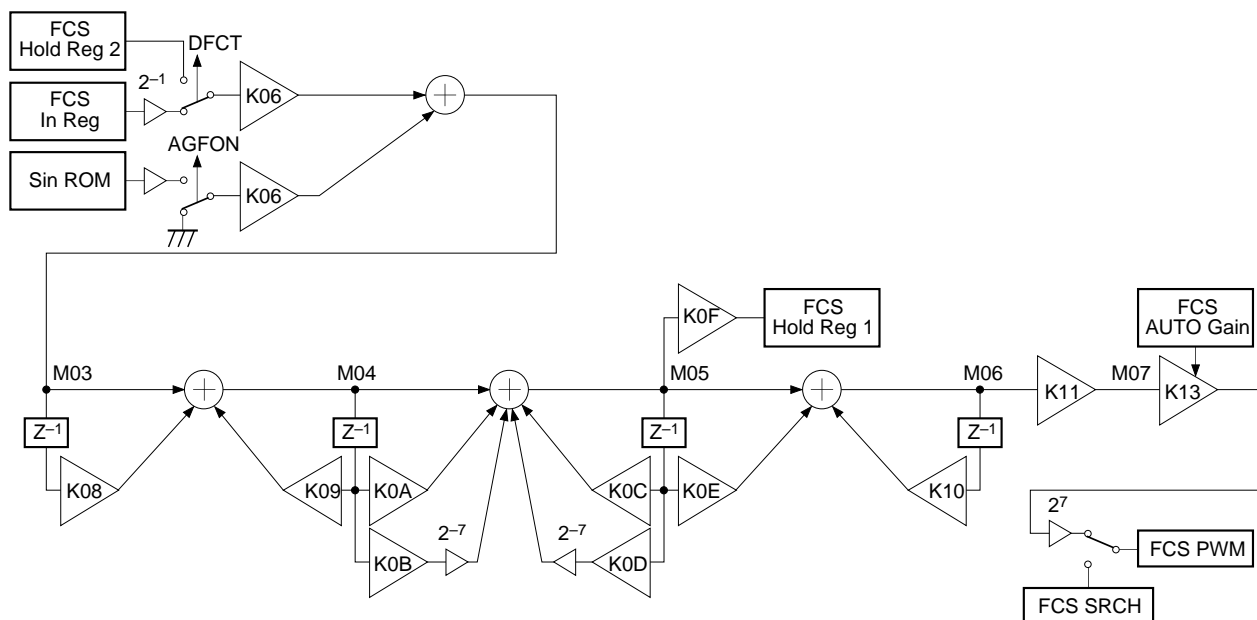 FCS
Hold Reg 2
DFCT
2–1
K06
FCS
In Reg
AGFON
Sin ROM
K06
FCS
Hold Reg 1
K0F
FCS
AUTO Gain
M03
M04
M05
M06
K11
M07
K13
Z–1
Z–1
Z–1
Z–1
K08
K09
K0A
K0C
K0E
K10
2–7
2–7
K0B
K0D
27
FCS PWM
FCS SRCH